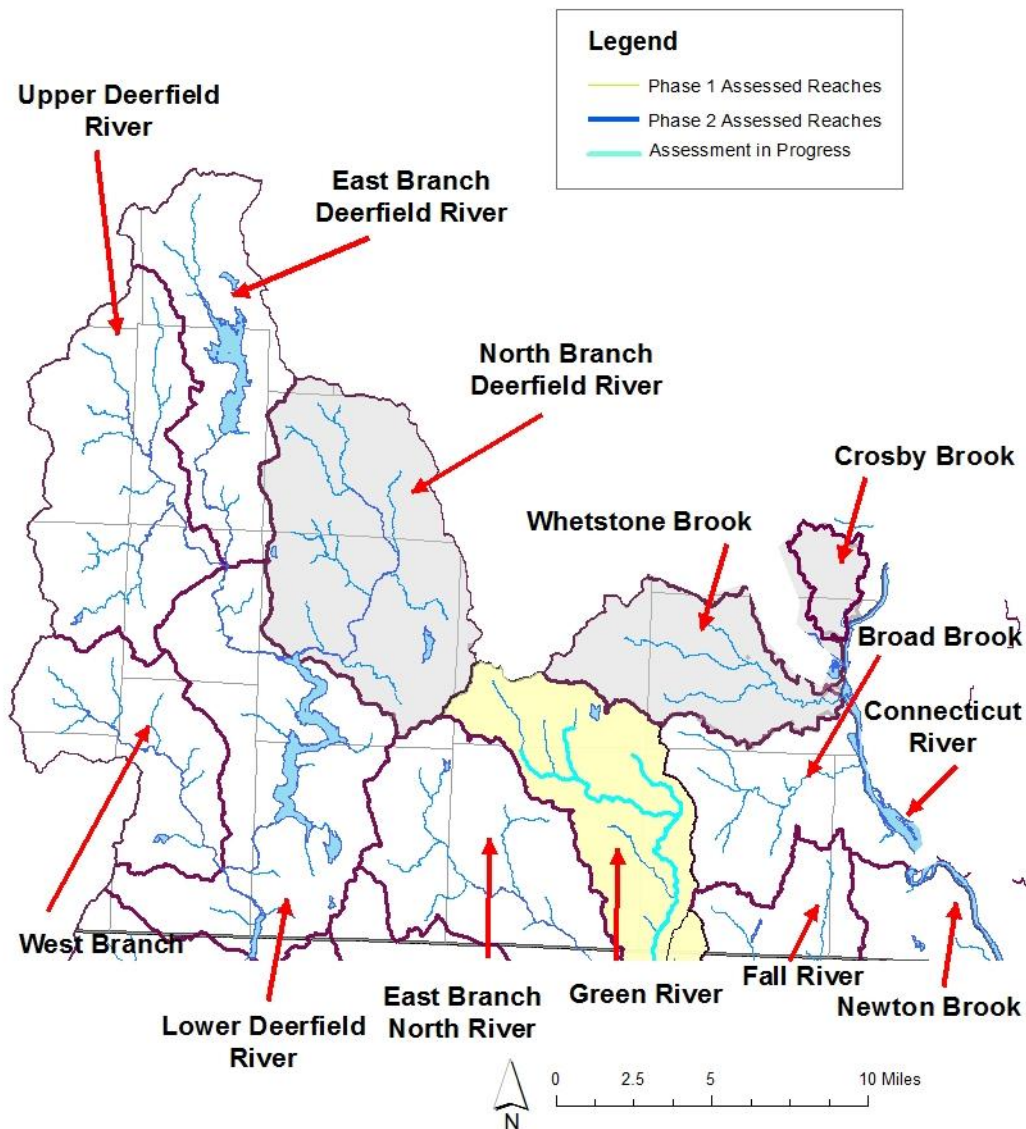 Legend
Phase 1 Assessed Reaches
Phase 2 Assessed Reaches
Assessment in Progress
Upper Deerfield
River
East Branch
Deerfield River
North Branch
Deerfield River
Crosby Brook
Whetstone Brook
Broad Brook
Connecticut
River
West Branch
Lower Deerfield
River
East Branch
North River
Green River
Fall River
Newton Brook
N
0 2.5 5 10 Miles